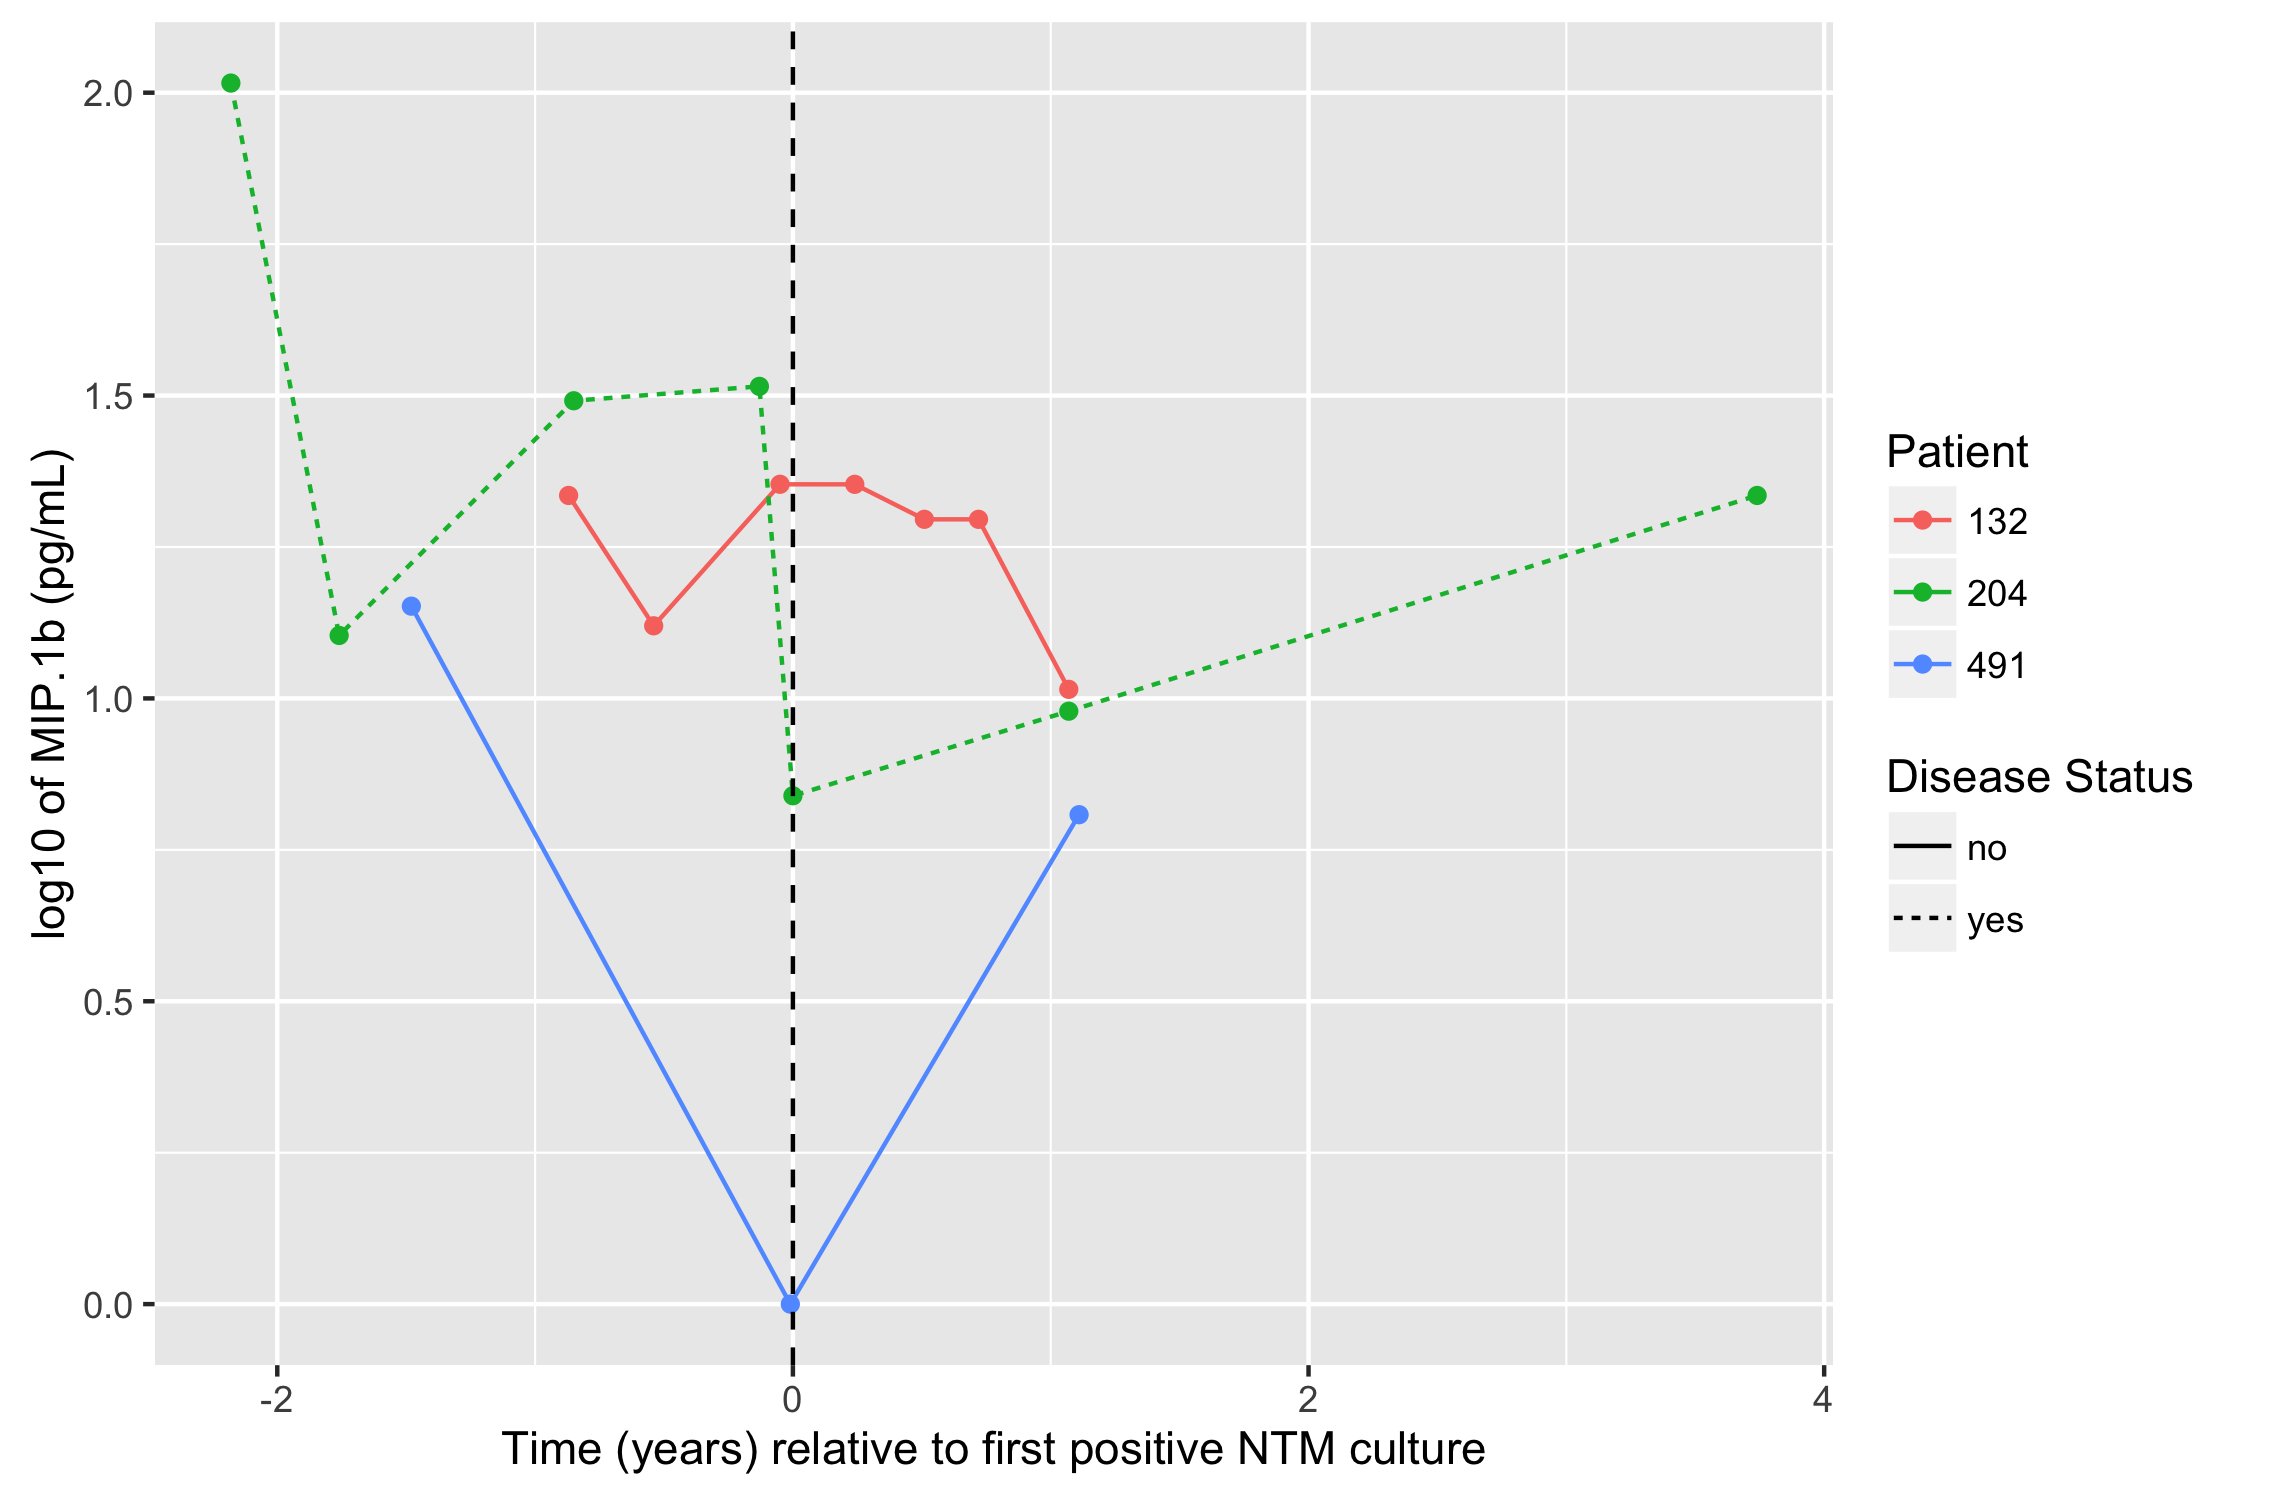 log10 of MIP.1b (pg/mL)
2.0
1.5
1.0
0.5
0.0
-2
0
2
4
Time (years) relative to first positive NTM culture
Patient
132
204
491
Disease Status
no
yes